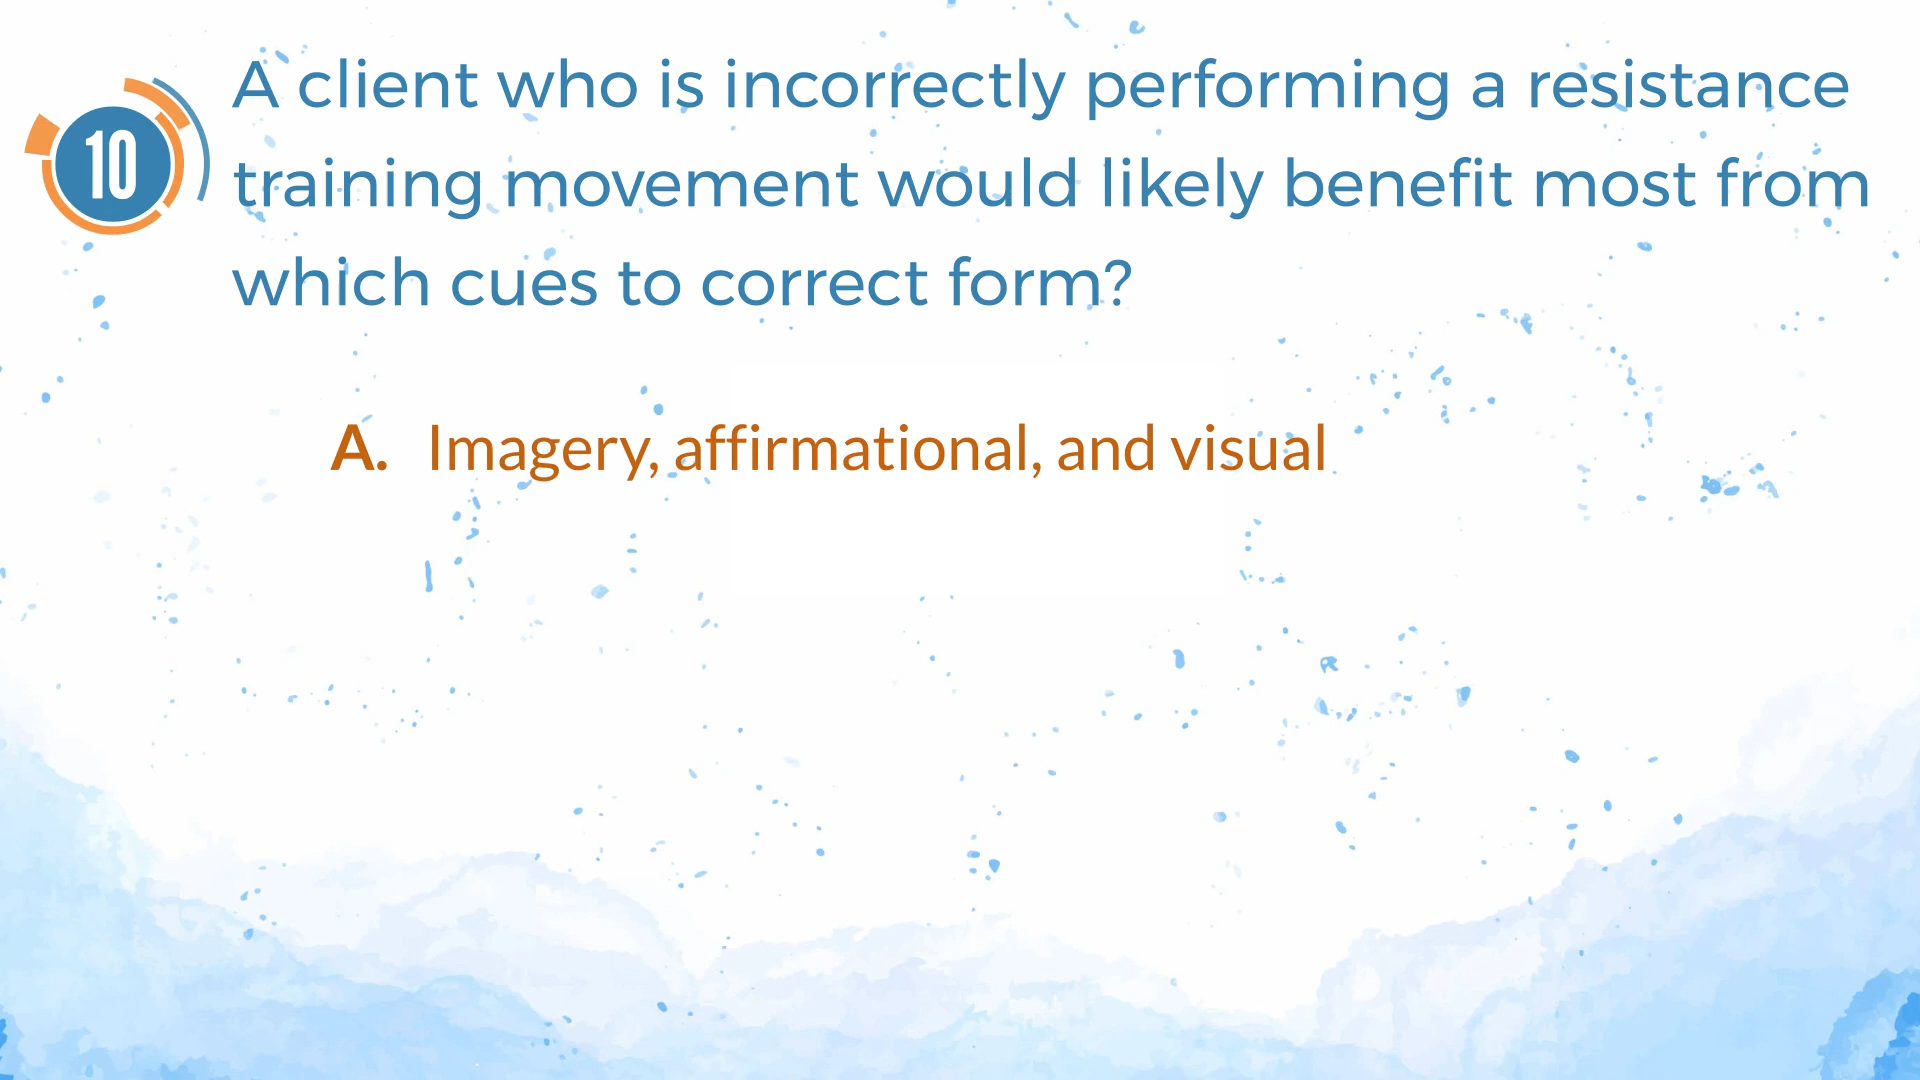 10
A client who is incorrectly performing a resistance
training movement would likely benefit most from
which cues to correct form?
A. Imagery, affirmational, and visual